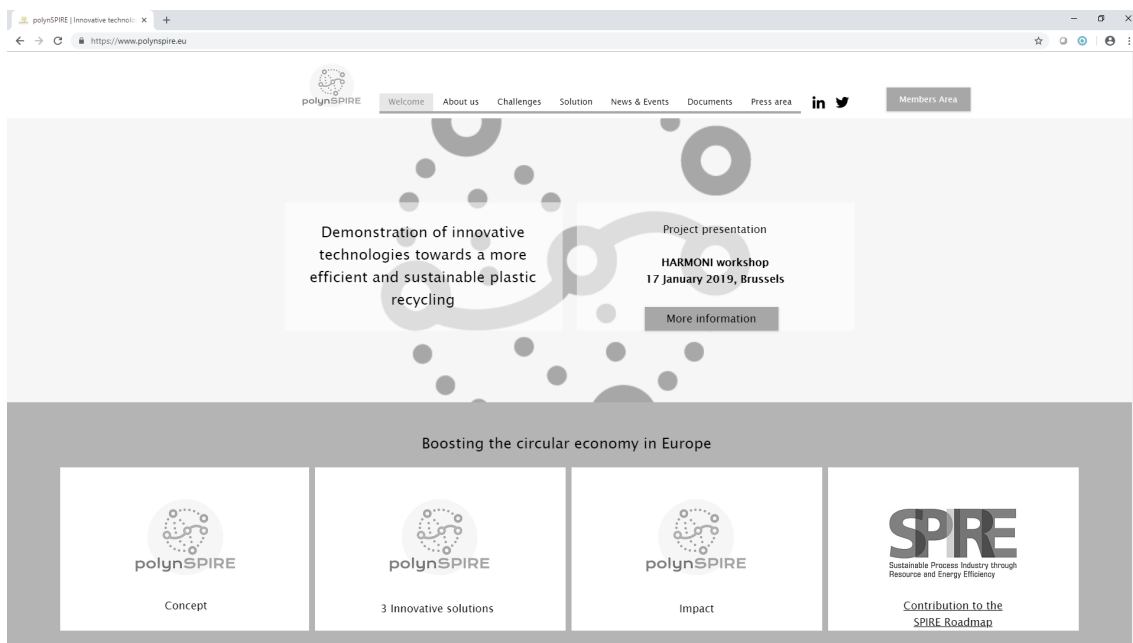 polynSPIRE | Innovative technolo
https://www.polynspire.eu
polynSPIRE
Welcome About us Challenges Solution News & Events Documents Press area in Members Area
Demonstration of innovative
technologies towards a more
efficient and sustainable plastic
recycling
Project presentation
HARMONI workshop
17 January 2019, Brussels
More information
Boosting the circular economy in Europe
polynSPIRE
Concept
polynSPIRE
3 Innovative solutions
polynSPIRE
Impact
SPIRE
Sustainable Process Industry through
Resource and Energy Efficiency
Contribution to the
SPIRE Roadmap